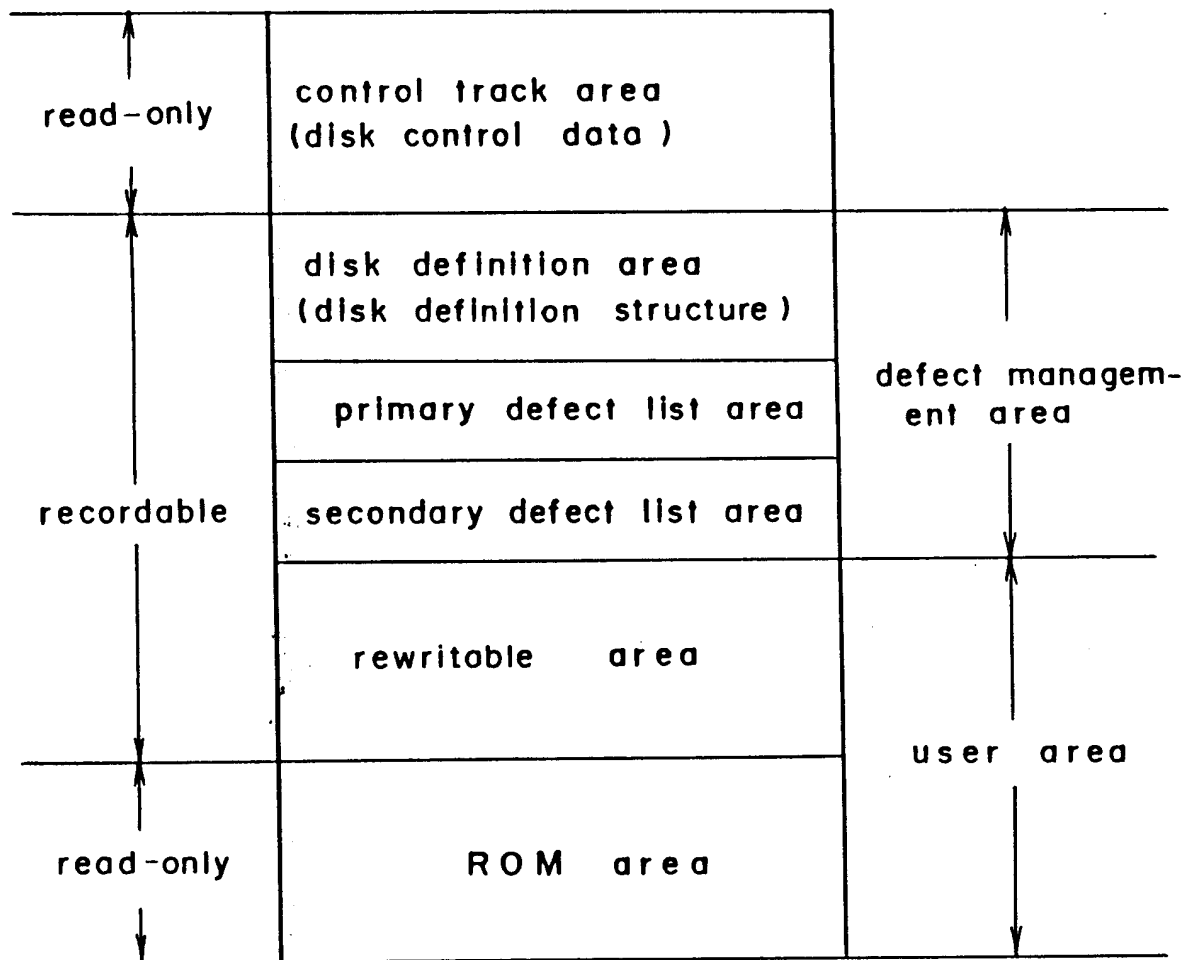 read-only
control track area
(disk control data)
disk definition area
(disk definition structure)
primary defect list area
defect managem-
ent area
recordable
secondary defect list area
rewritable area
user area
read-only
ROM area